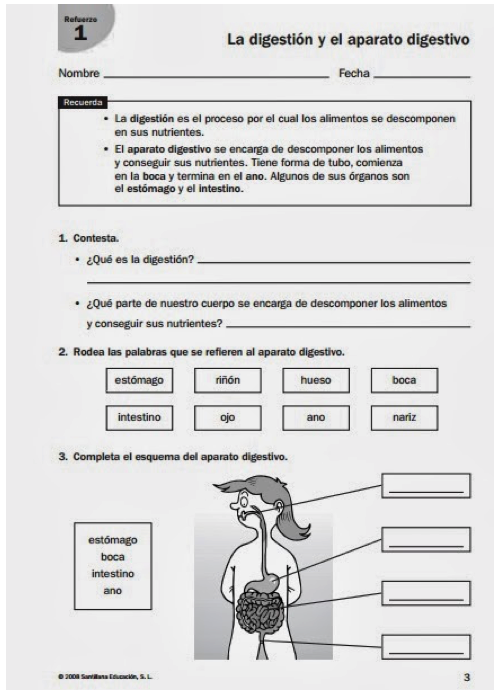 Refuerzo
1
La digestión y el aparato digestivo
Nombre Fecha
Recuerda
• La digestión es el proceso por el cual los alimentos se descomponen
en sus nutrientes.
• El aparato digestivo se encarga de descomponer los alimentos
y conseguir sus nutrientes. Tiene forma de tubo, comienza
en la boca y termina en el ano. Algunos de sus órganos son
el estómago y el intestino.
1. Contesta.
• ¿Qué es la digestión?
• ¿Qué parte de nuestro cuerpo se encarga de descomponer los alimentos
y conseguir sus nutrientes?
2. Rodea las palabras que se refieren al aparato digestivo.
estómago riñón hueso boca
intestino ojo ano nariz
3. Completa el esquema del aparato digestivo.
estómago
boca
intestino
ano
© 2008 Santillana Educación, S. L. 3